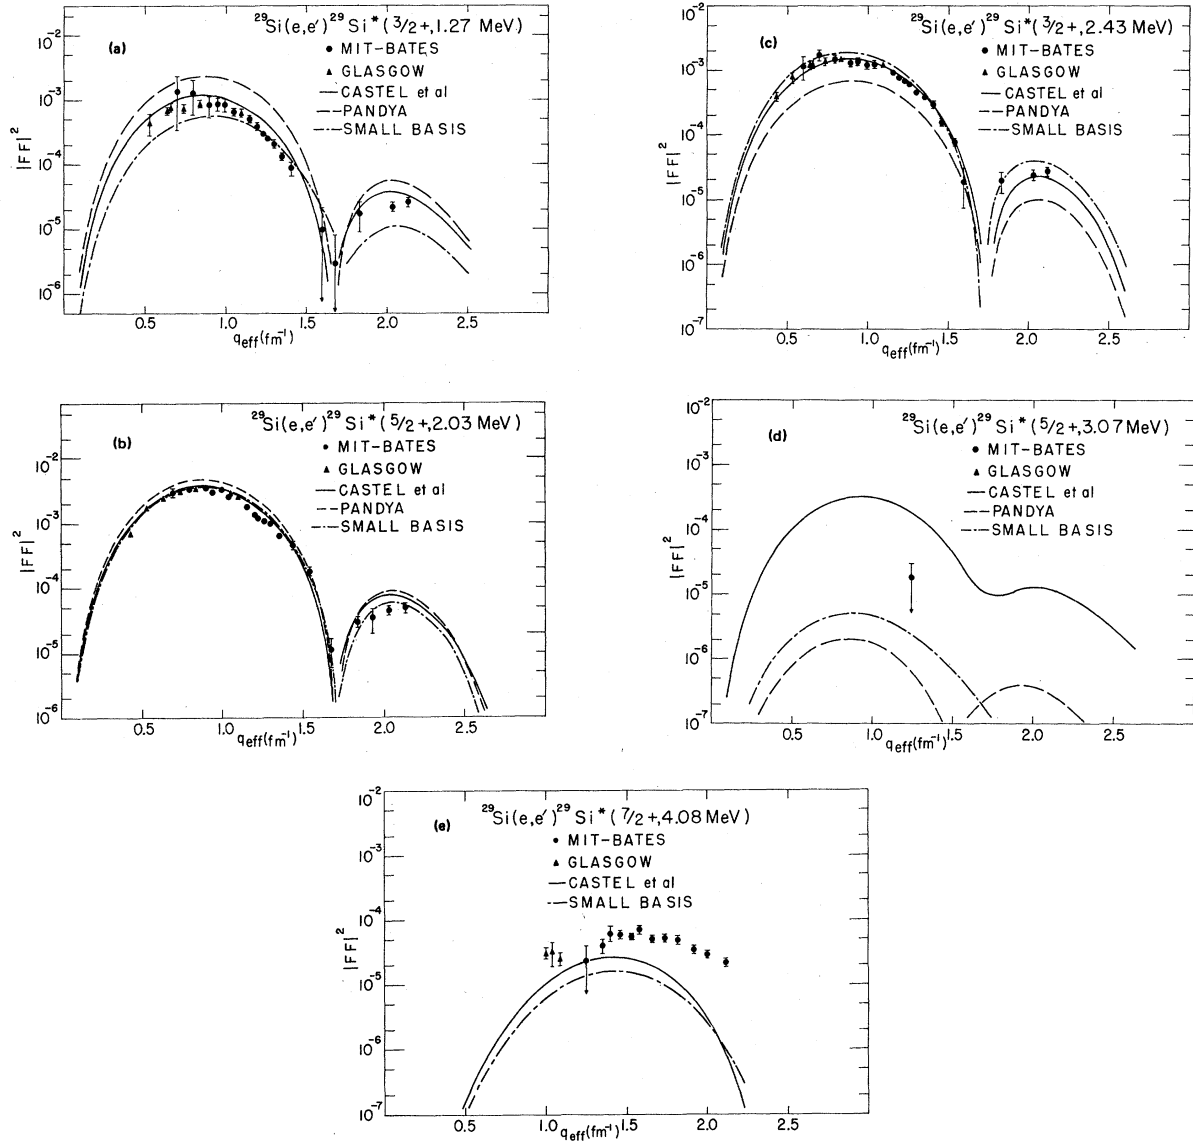 (a)
²⁹Si(e,e′)²⁹Si*(3/2+,1.27 MeV)
● MIT-BATES
▲ GLASGOW
— CASTEL et al
-- PANDYA
-·- SMALL BASIS
|FF|²
10⁻²
10⁻³
10⁻⁴
10⁻⁵
10⁻⁶
0.5 1.0 1.5 2.0 2.5
qeff(fm⁻¹)
(c)
²⁹Si(e,e′)²⁹Si*(3/2+,2.43 MeV)
● MIT-BATES
▲ GLASGOW
— CASTEL et al
-- PANDYA
-·- SMALL BASIS
|FF|²
10⁻²
10⁻³
10⁻⁴
10⁻⁵
10⁻⁶
10⁻⁷
0.5 1.0 1.5 2.0 2.5
qeff(fm⁻¹)
(b)
²⁹Si(e,e′)²⁹Si*(5/2+,2.03 MeV)
● MIT-BATES
▲ GLASGOW
— CASTEL et al
-- PANDYA
-·- SMALL BASIS
|FF|²
10⁻²
10⁻³
10⁻⁴
10⁻⁵
10⁻⁶
0.5 1.0 1.5 2.0 2.5
qeff(fm⁻¹)
(d)
²⁹Si(e,e′)²⁹Si*(5/2+,3.07 MeV)
● MIT-BATES
▲ GLASGOW
— CASTEL et al
-- PANDYA
-·- SMALL BASIS
|FF|²
10⁻²
10⁻³
10⁻⁴
10⁻⁵
10⁻⁶
10⁻⁷
0.5 1.0 1.5 2.0 2.5
qeff(fm⁻¹)
(e)
²⁹Si(e,e′)²⁹Si*(7/2+,4.08 MeV)
● MIT-BATES
▲ GLASGOW
— CASTEL et al
-·- SMALL BASIS
|FF|²
10⁻²
10⁻³
10⁻⁴
10⁻⁵
10⁻⁶
10⁻⁷
0.5 1.0 1.5 2.0 2.5
qeff(fm⁻¹)